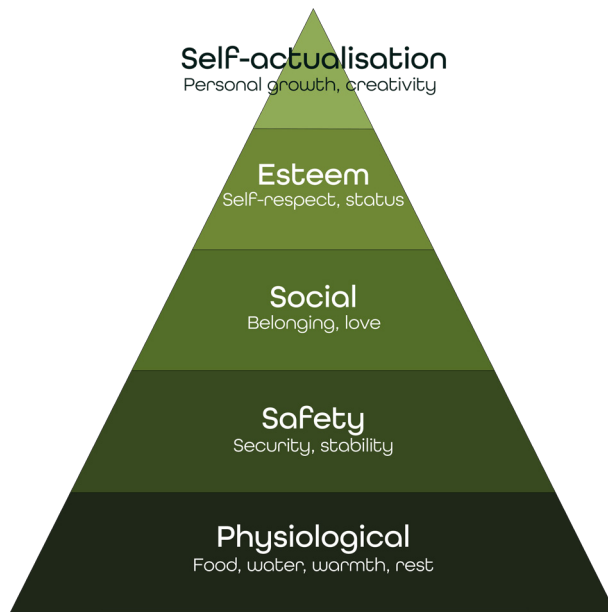 Self-actualisation
Personal growth, creativity
Esteem
Self-respect, status
Social
Belonging, love
Safety
Security, stability
Physiological
Food, water, warmth, rest